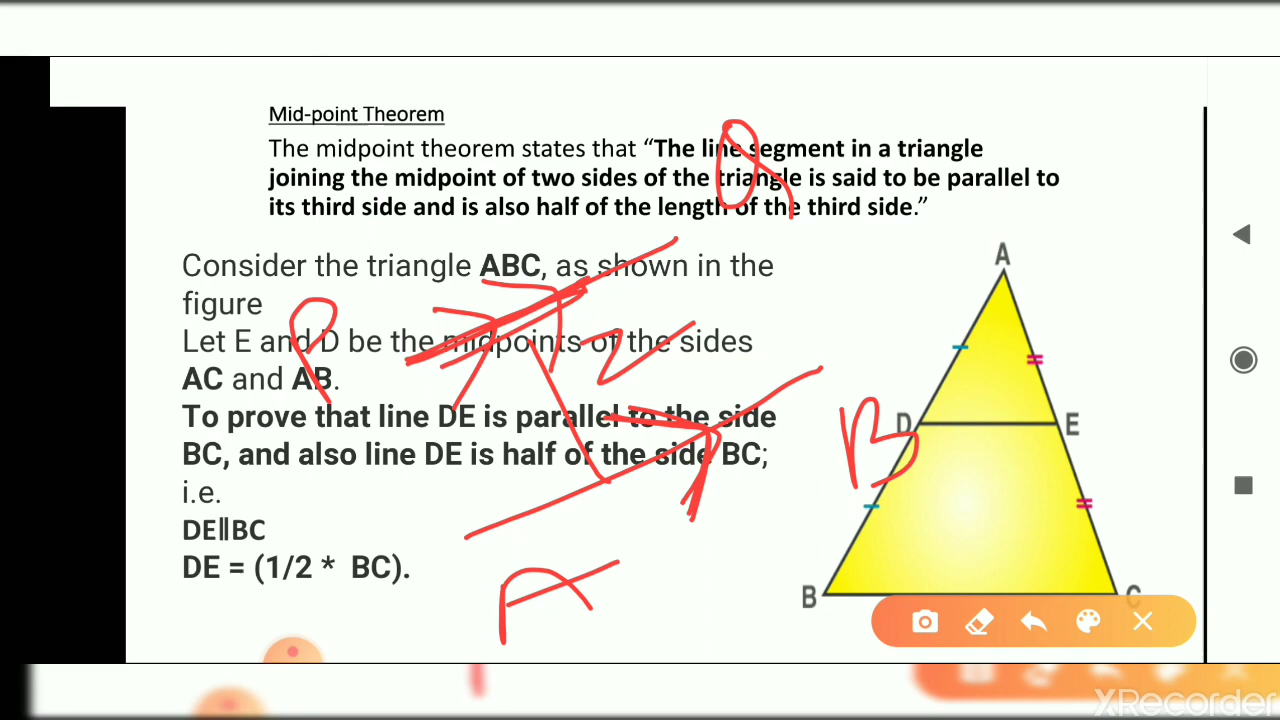 Mid-point Theorem
The midpoint theorem states that “The line segment in a triangle
joining the midpoint of two sides of the triangle is said to be parallel to
its third side and is also half of the length of the third side.”
Consider the triangle ABC, as shown in the
figure
Let E and D be the midpoints of the sides
AC and AB.
To prove that line DE is parallel to the side
BC, and also line DE is half of the side BC;
i.e.
DE∥BC
DE = (1/2 * BC).
A
D E
B C
Q
P
B
A
XRecorder